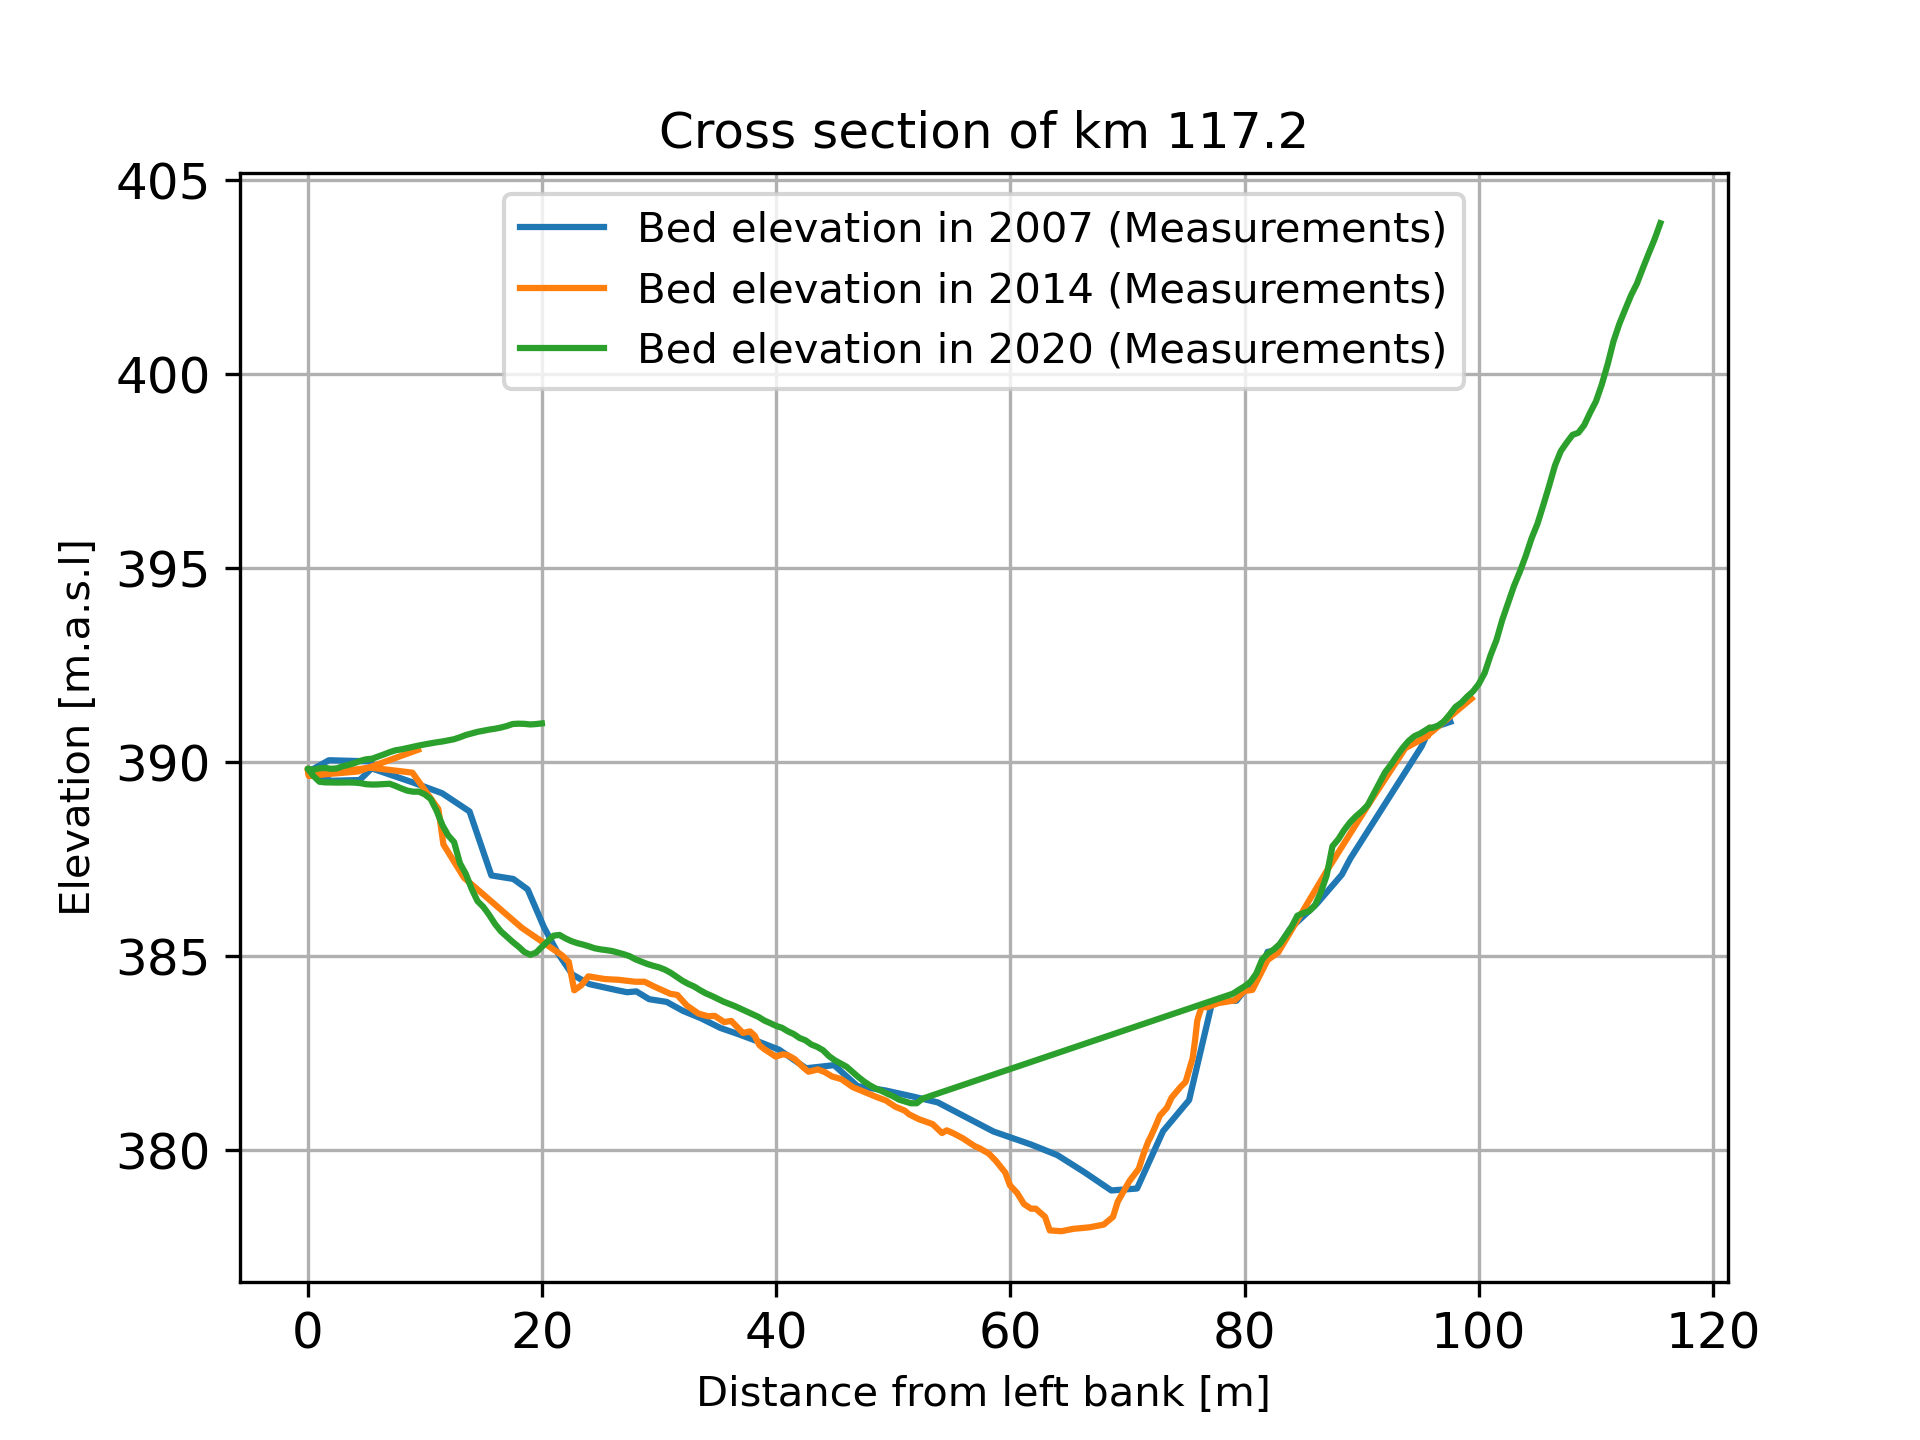 Cross section of km 117.2
405
400
395
390
385
380
Elevation [m.a.s.l]
Bed elevation in 2007 (Measurements)
Bed elevation in 2014 (Measurements)
Bed elevation in 2020 (Measurements)
0 20 40 60 80 100 120
Distance from left bank [m]